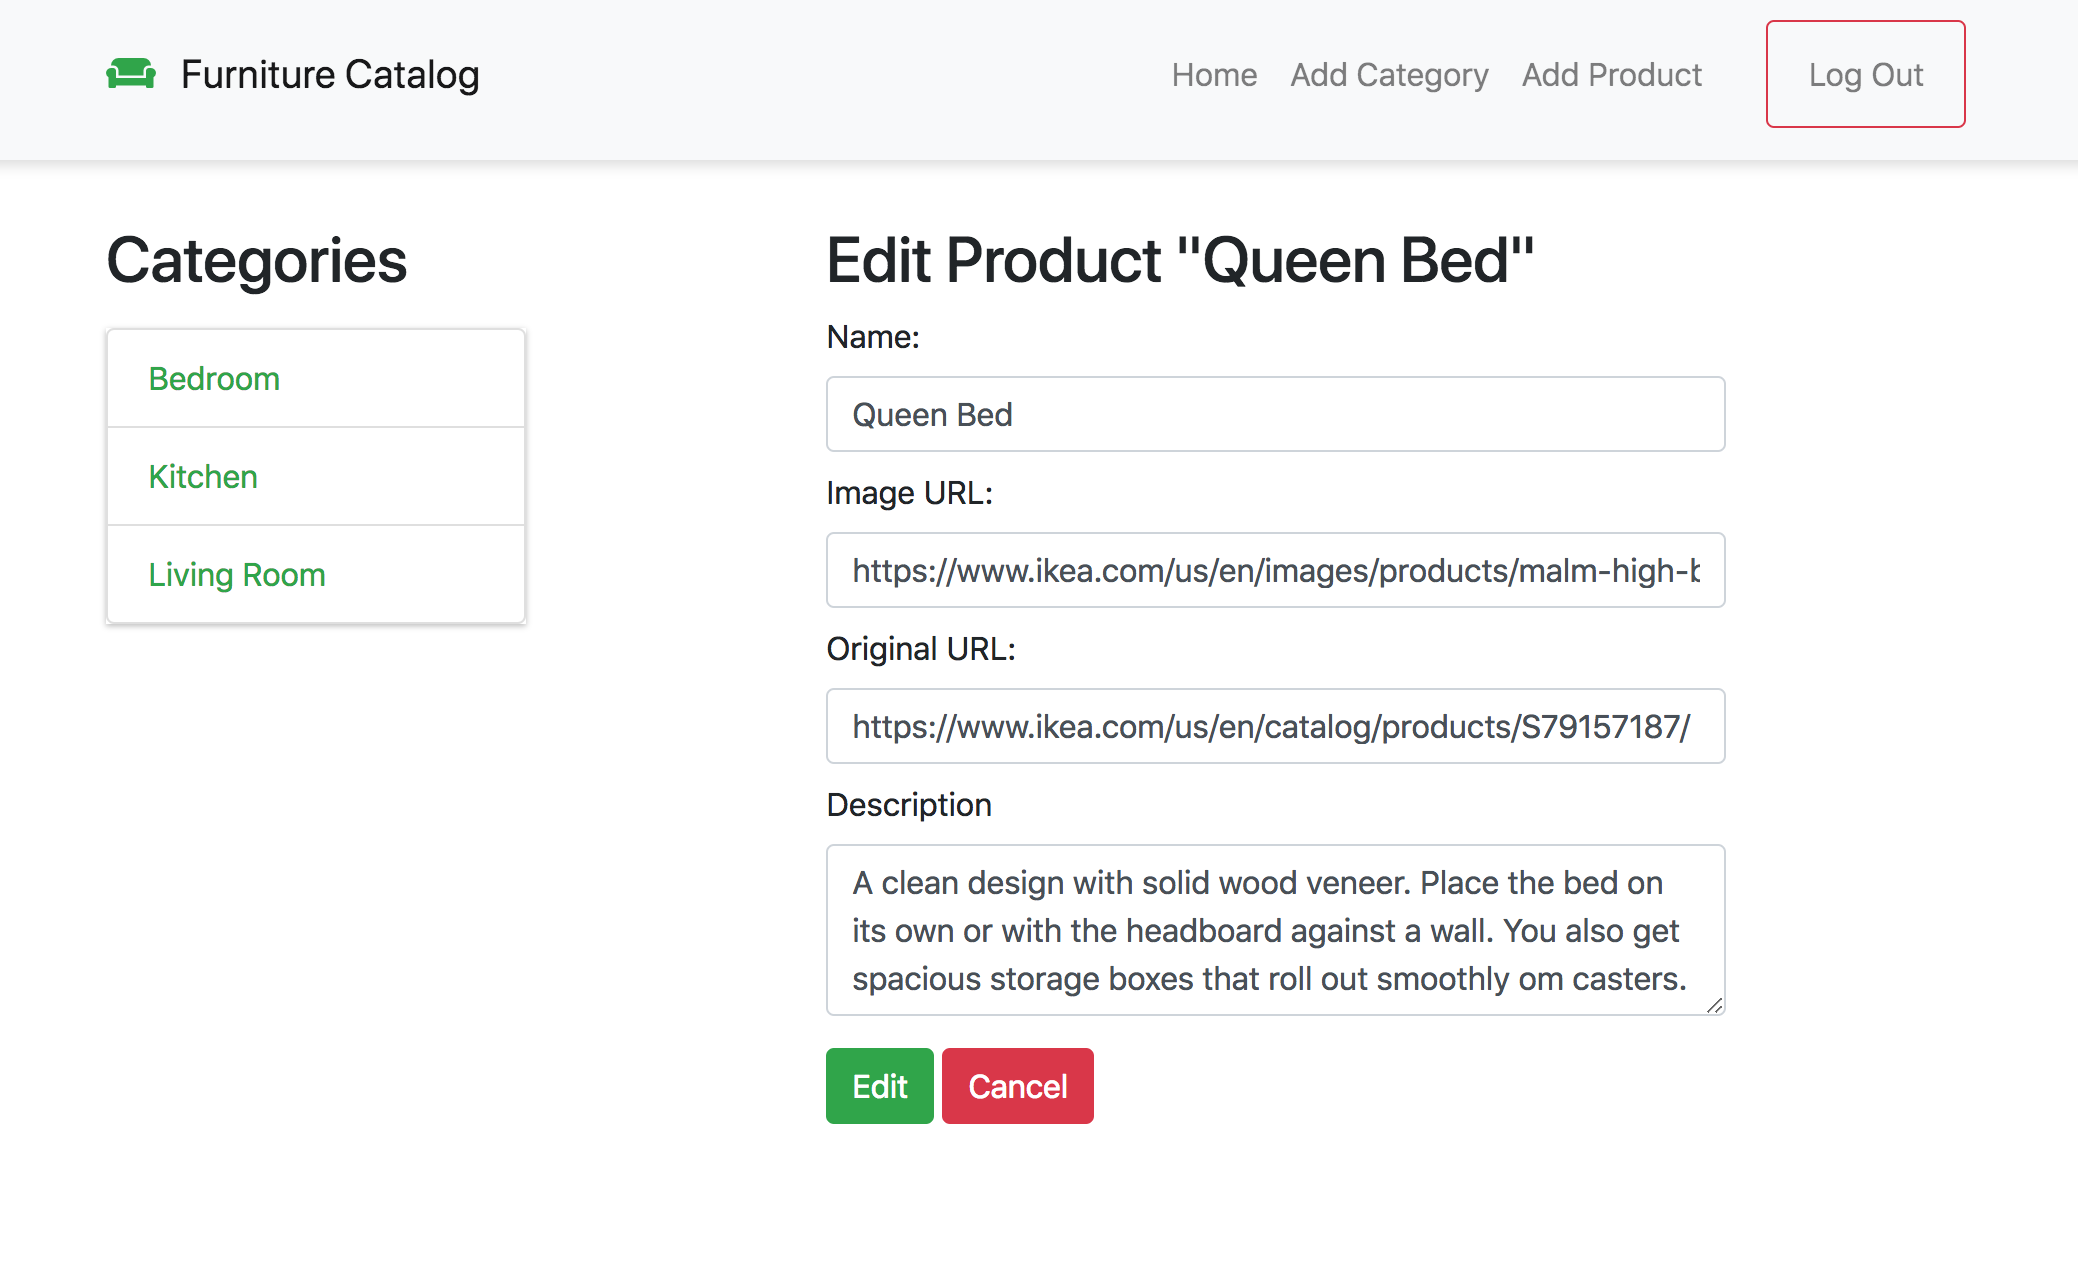 Furniture Catalog
Home
Add Category
Add Product
Log Out
Categories
Bedroom
Kitchen
Living Room
Edit Product "Queen Bed"
Name:
Queen Bed
Image URL:
https://www.ikea.com/us/en/images/products/malm-high-b
Original URL:
https://www.ikea.com/us/en/catalog/products/S79157187/
Description
A clean design with solid wood veneer. Place the bed on
its own or with the headboard against a wall. You also get
spacious storage boxes that roll out smoothly om casters.
Edit
Cancel